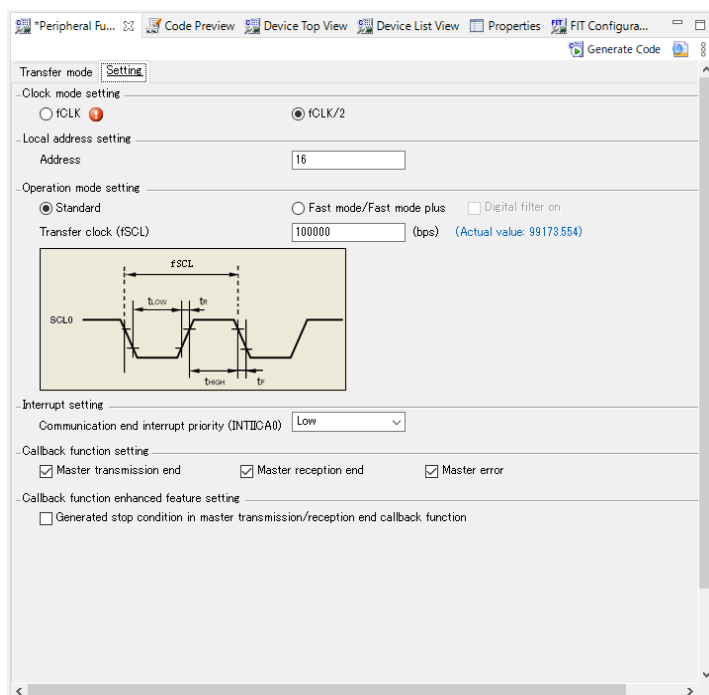 *Peripheral Fu... Code Preview Device Top View Device List View Properties FIT Configura...
Generate Code
Transfer mode Setting
Clock mode setting
fCLK fCLK/2
Local address setting
Address 16
Operation mode setting
Standard Fast mode/Fast mode plus Digital filter on
Transfer clock (fSCL) 100000 (bps) (Actual value: 99173.554)
fSCL
tLOW tR
SCL0
tHIGH tF
Interrupt setting
Communication end interrupt priority (INTIICA0) Low
Callback function setting
Master transmission end Master reception end Master error
Callback function enhanced feature setting
Generated stop condition in master transmission/reception end callback function